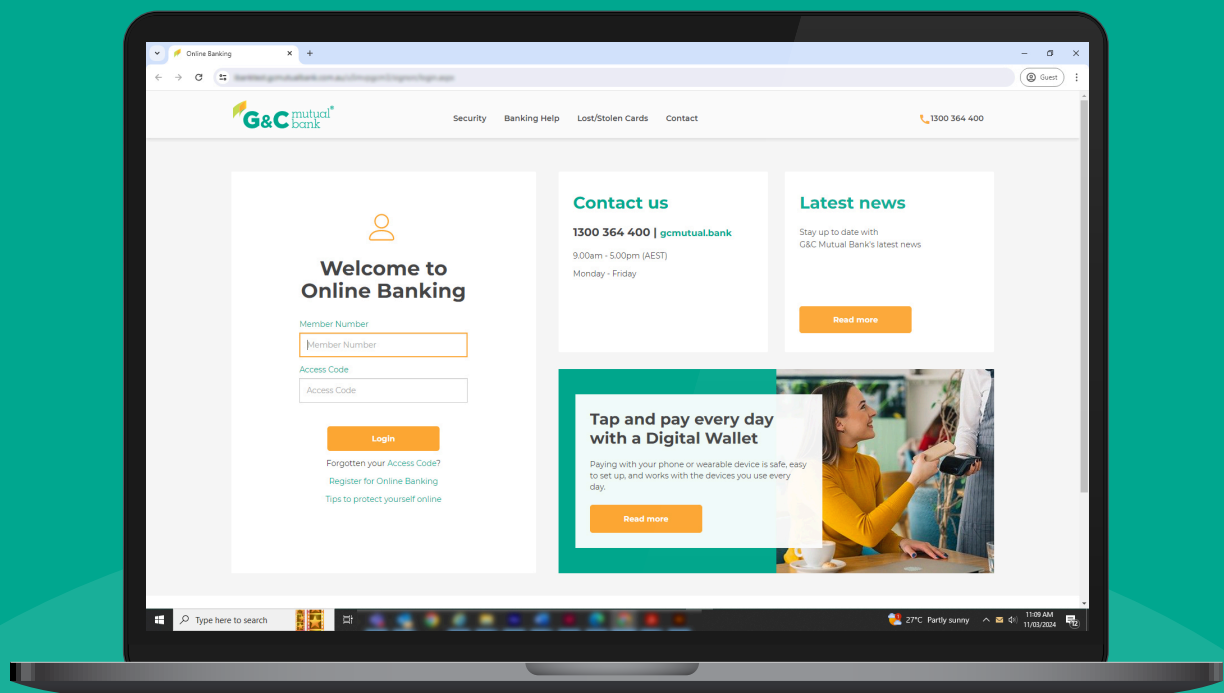 Online Banking
Guest
G&C mutual bank®
Security Banking Help Lost/Stolen Cards Contact
1300 364 400
Welcome to
Online Banking
Member Number
Member Number
Access Code
Access Code
Login
Forgotten your Access Code?
Register for Online Banking
Tips to protect yourself online
Contact us
1300 364 400 | gcmutual.bank
9.00am - 5.00pm (AEST)
Monday - Friday
Latest news
Stay up to date with
G&C Mutual Bank's latest news
Read more
Tap and pay every day
with a Digital Wallet
Paying with your phone or wearable device is safe, easy
to set up, and works with the devices you use every
day.
Read more
Type here to search
27°C Partly sunny
11:09 AM
11/03/2024
12